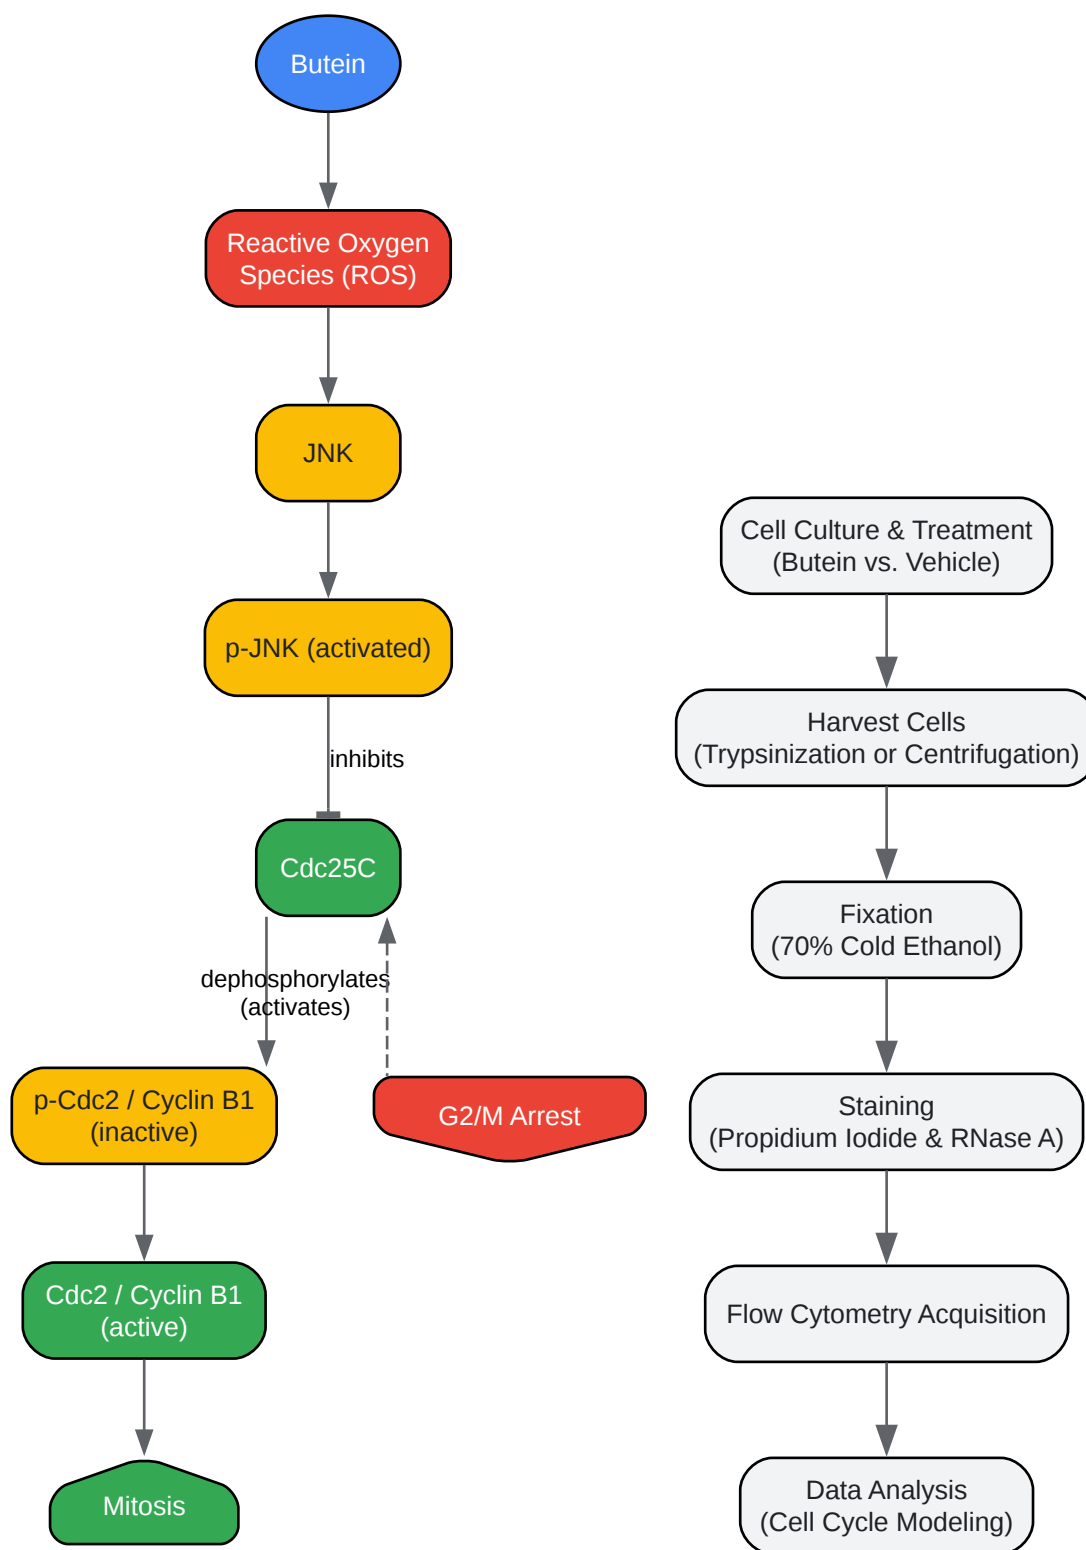 Butein
Reactive Oxygen
Species (ROS)
JNK
p-JNK (activated)
inhibits
Cdc25C
dephosphorylates
(activates)
p-Cdc2 / Cyclin B1
(inactive)
G2/M Arrest
Cdc2 / Cyclin B1
(active)
Mitosis
Cell Culture & Treatment
(Butein vs. Vehicle)
Harvest Cells
(Trypsinization or Centrifugation)
Fixation
(70% Cold Ethanol)
Staining
(Propidium Iodide & RNase A)
Flow Cytometry Acquisition
Data Analysis
(Cell Cycle Modeling)